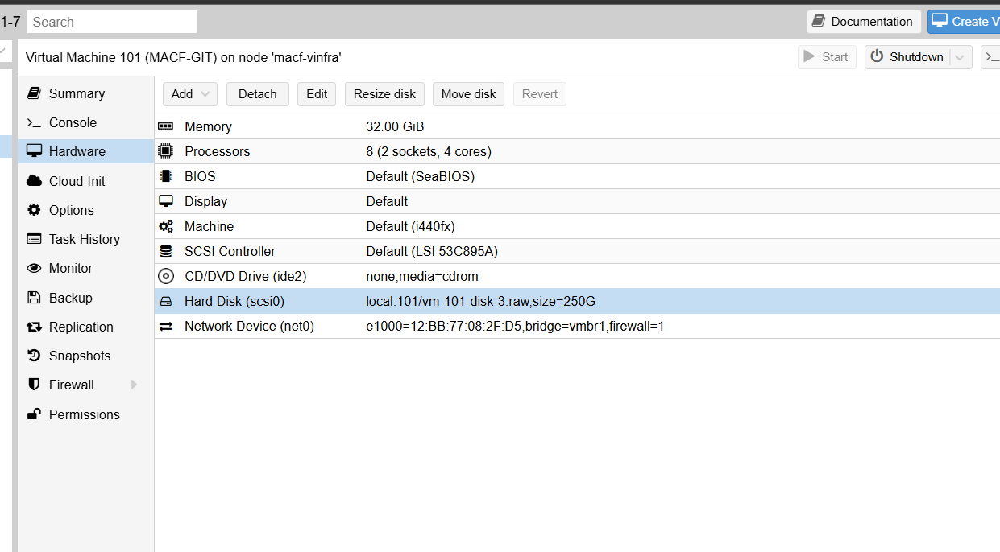 1-7 Search Documentation Create V
Virtual Machine 101 (MACF-GIT) on node 'macf-vinfra' Start Shutdown
Summary
Console
Hardware
Cloud-Init
Options
Task History
Monitor
Backup
Replication
Snapshots
Firewall
Permissions
Add Detach Edit Resize disk Move disk Revert
Memory 32.00 GiB
Processors 8 (2 sockets, 4 cores)
BIOS Default (SeaBIOS)
Display Default
Machine Default (i440fx)
SCSI Controller Default (LSI 53C895A)
CD/DVD Drive (ide2) none,media=cdrom
Hard Disk (scsi0) local:101/vm-101-disk-3.raw,size=250G
Network Device (net0) e1000=12:BB:77:08:2F:D5,bridge=vmbr1,firewall=1